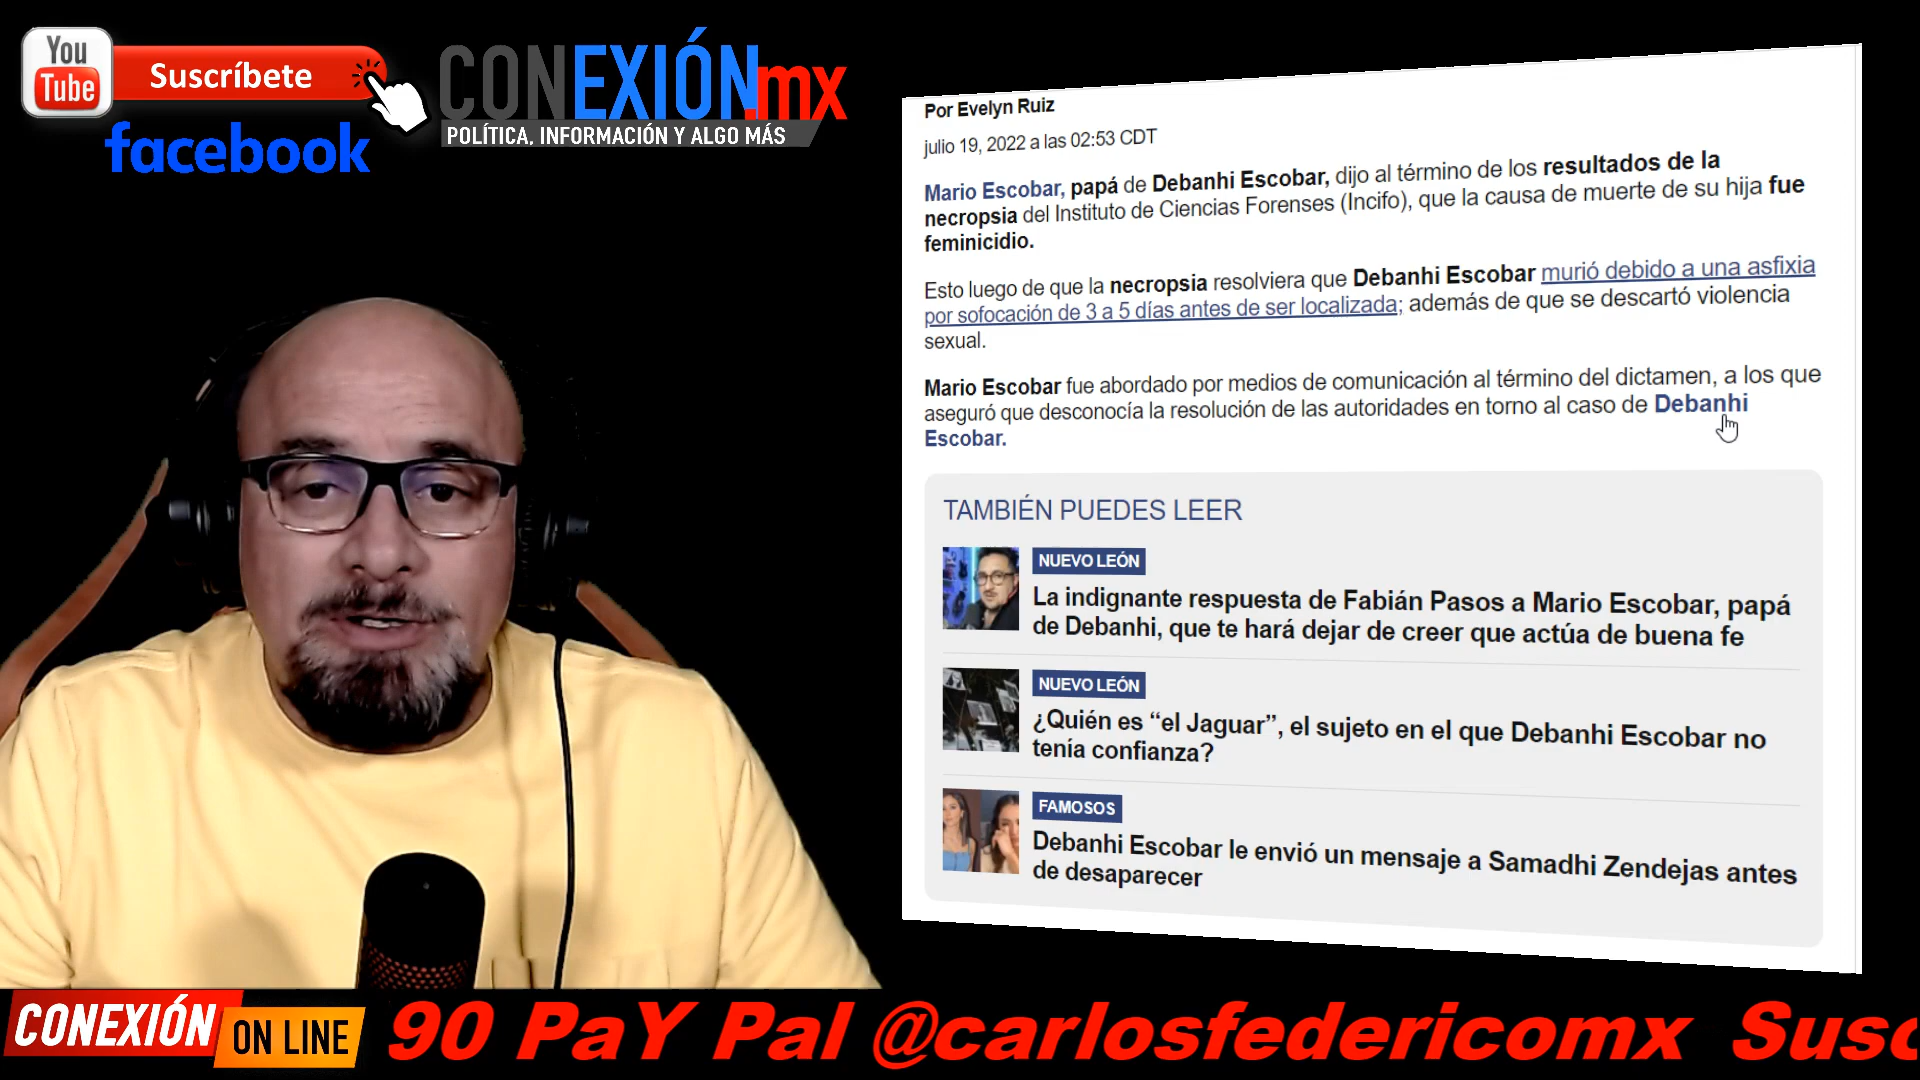 You
Tube
Suscríbete
facebook
CONEXIÓN.mx
POLÍTICA, INFORMACIÓN Y ALGO MÁS
Por Evelyn Ruiz
julio 19, 2022 a las 02:53 CDT
Mario Escobar, papá de Debanhi Escobar, dijo al término de los resultados de la
necropsia del Instituto de Ciencias Forenses (Incifo), que la causa de muerte de su hija fue
feminicidio.
Esto luego de que la necropsia resolviera que Debanhi Escobar murió debido a una asfixia
por sofocación de 3 a 5 días antes de ser localizada; además de que se descartó violencia
sexual.
Mario Escobar fue abordado por medios de comunicación al término del dictamen, a los que
aseguró que desconocía la resolución de las autoridades en torno al caso de Debanhi
Escobar.
TAMBIÉN PUEDES LEER
NUEVO LEÓN
La indignante respuesta de Fabián Pasos a Mario Escobar, papá
de Debanhi, que te hará dejar de creer que actúa de buena fe
NUEVO LEÓN
¿Quién es “el Jaguar”, el sujeto en el que Debanhi Escobar no
tenía confianza?
FAMOSOS
Debanhi Escobar le envió un mensaje a Samadhi Zendejas antes
de desaparecer
CONEXIÓN
ON LINE
90 PaY Pal @carlosfedericomx Susc